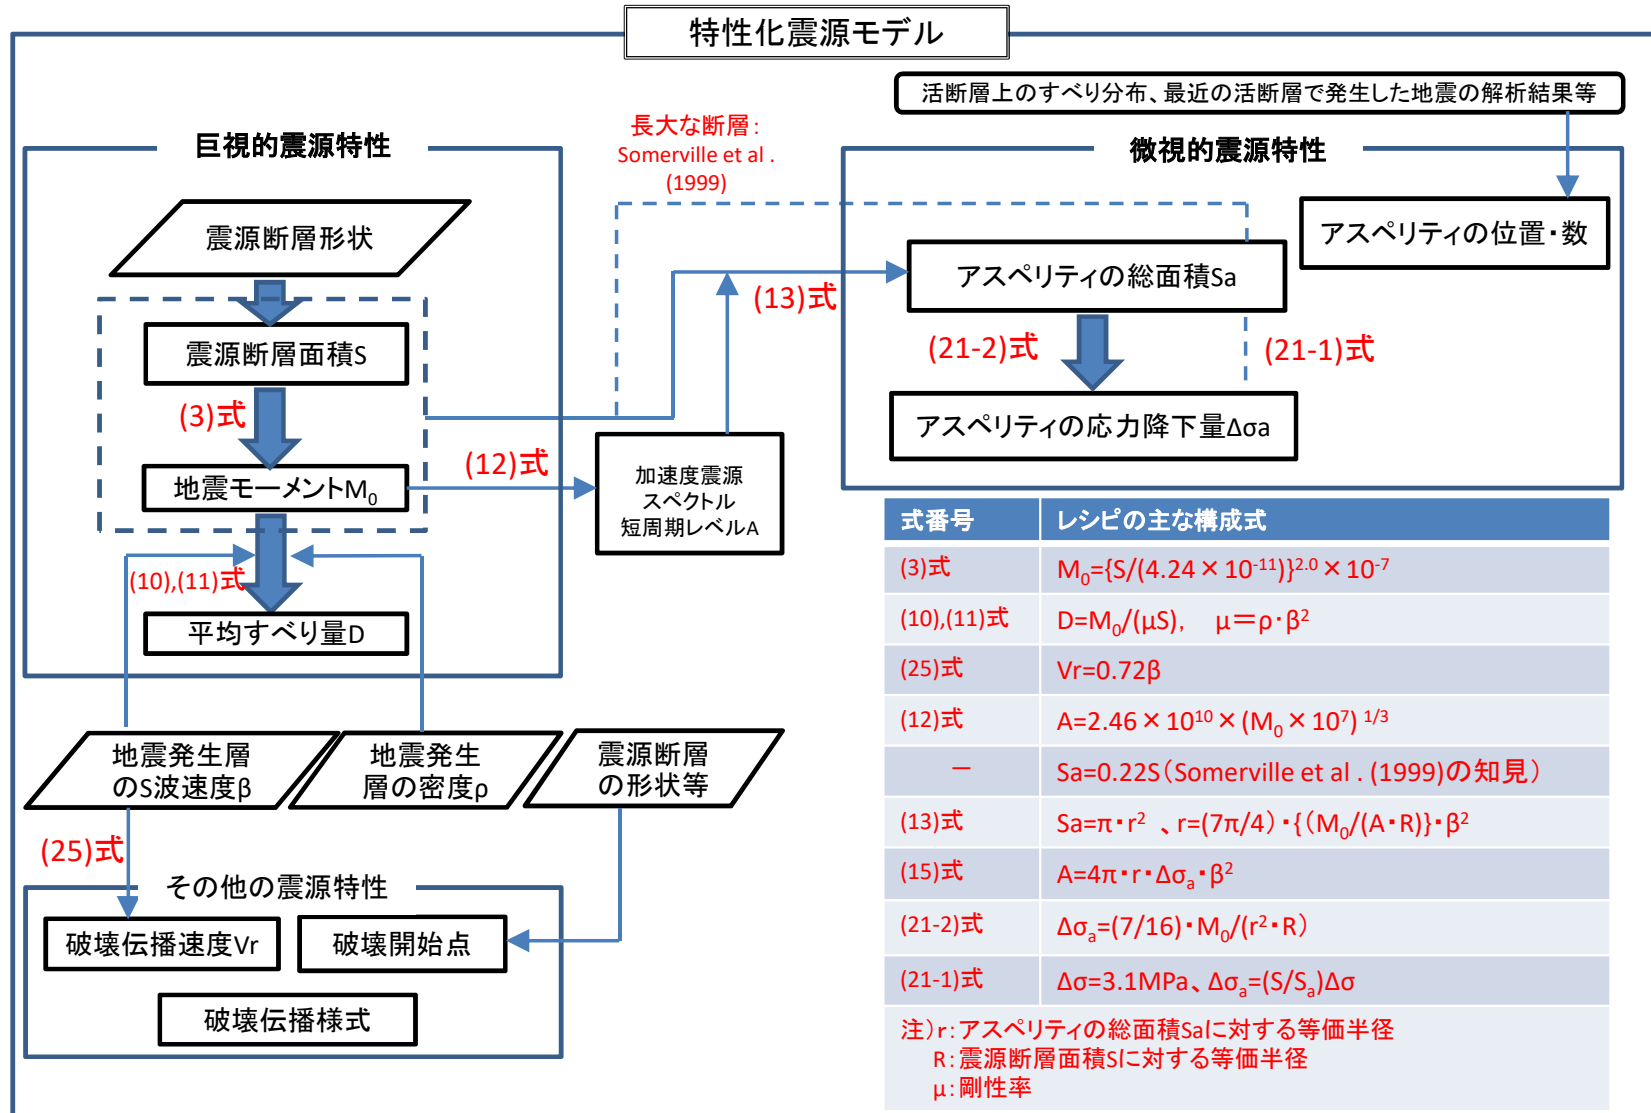 特性化震源モデル
活断層上のすべり分布、最近の活断層で発生した地震の解析結果等
巨視的震源特性
長大な断層：
Somerville et al .
(1999)
微視的震源特性
震源断層形状
アスペリティの位置・数
アスペリティの総面積Sa
(13)式
震源断層面積S
(21-2)式
(21-1)式
(3)式
アスペリティの応力降下量Δσa
(12)式
地震モーメントM₀
加速度震源
スペクトル
短周期レベルA
(10),(11)式
平均すべり量D
地震発生層
のS波速度β
地震発生
層の密度ρ
震源断層
の形状等
(25)式
その他の震源特性
破壊伝播速度Vr
破壊開始点
破壊伝播様式
式番号 レシピの主な構成式
(3)式 M₀={S/(4.24×10⁻¹¹)}²·⁰×10⁻⁷
(10),(11)式 D=M₀/(μS), μ＝ρ・β²
(25)式 Vr=0.72β
(12)式 A=2.46×10¹⁰×(M₀×10⁷)¹/³
－ Sa=0.22S（Somerville et al . (1999)の知見）
(13)式 Sa=π・r² 、r=(7π/4）・{（M₀/(A・R)}・β²
(15)式 A=4π・r・Δσₐ・β²
(21-2)式 Δσₐ=(7/16)・M₀/(r²・R）
(21-1)式 Δσ=3.1MPa、Δσₐ=(S/Sₐ)Δσ
注）r：アスペリティの総面積Saに対する等価半径
R：震源断層面積Sに対する等価半径
μ：剛性率